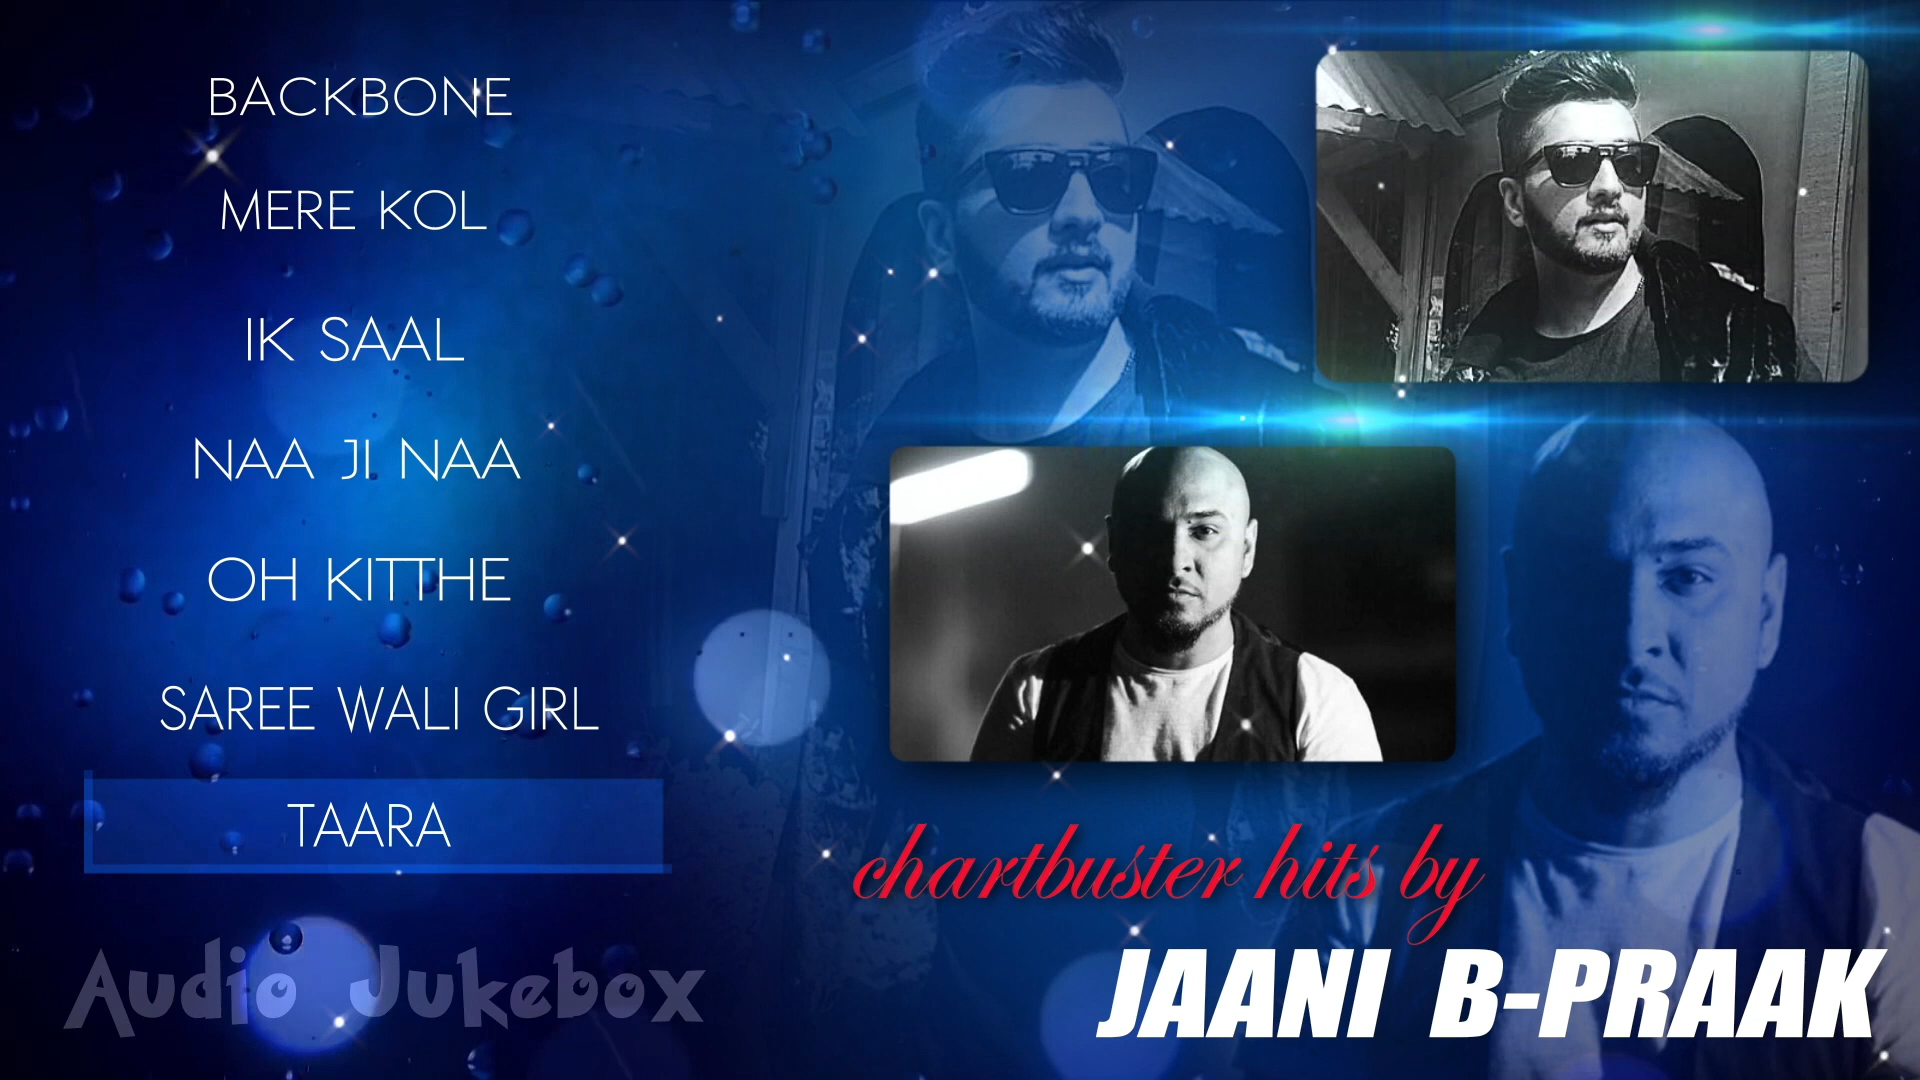 BACKBONE
MERE KOL
IK SAAL
NAA JI NAA
OH KITTHE
SAREE WALI GIRL
TAARA
Audio Jukebox
chartbuster hits by
JAANI B-PRAAK